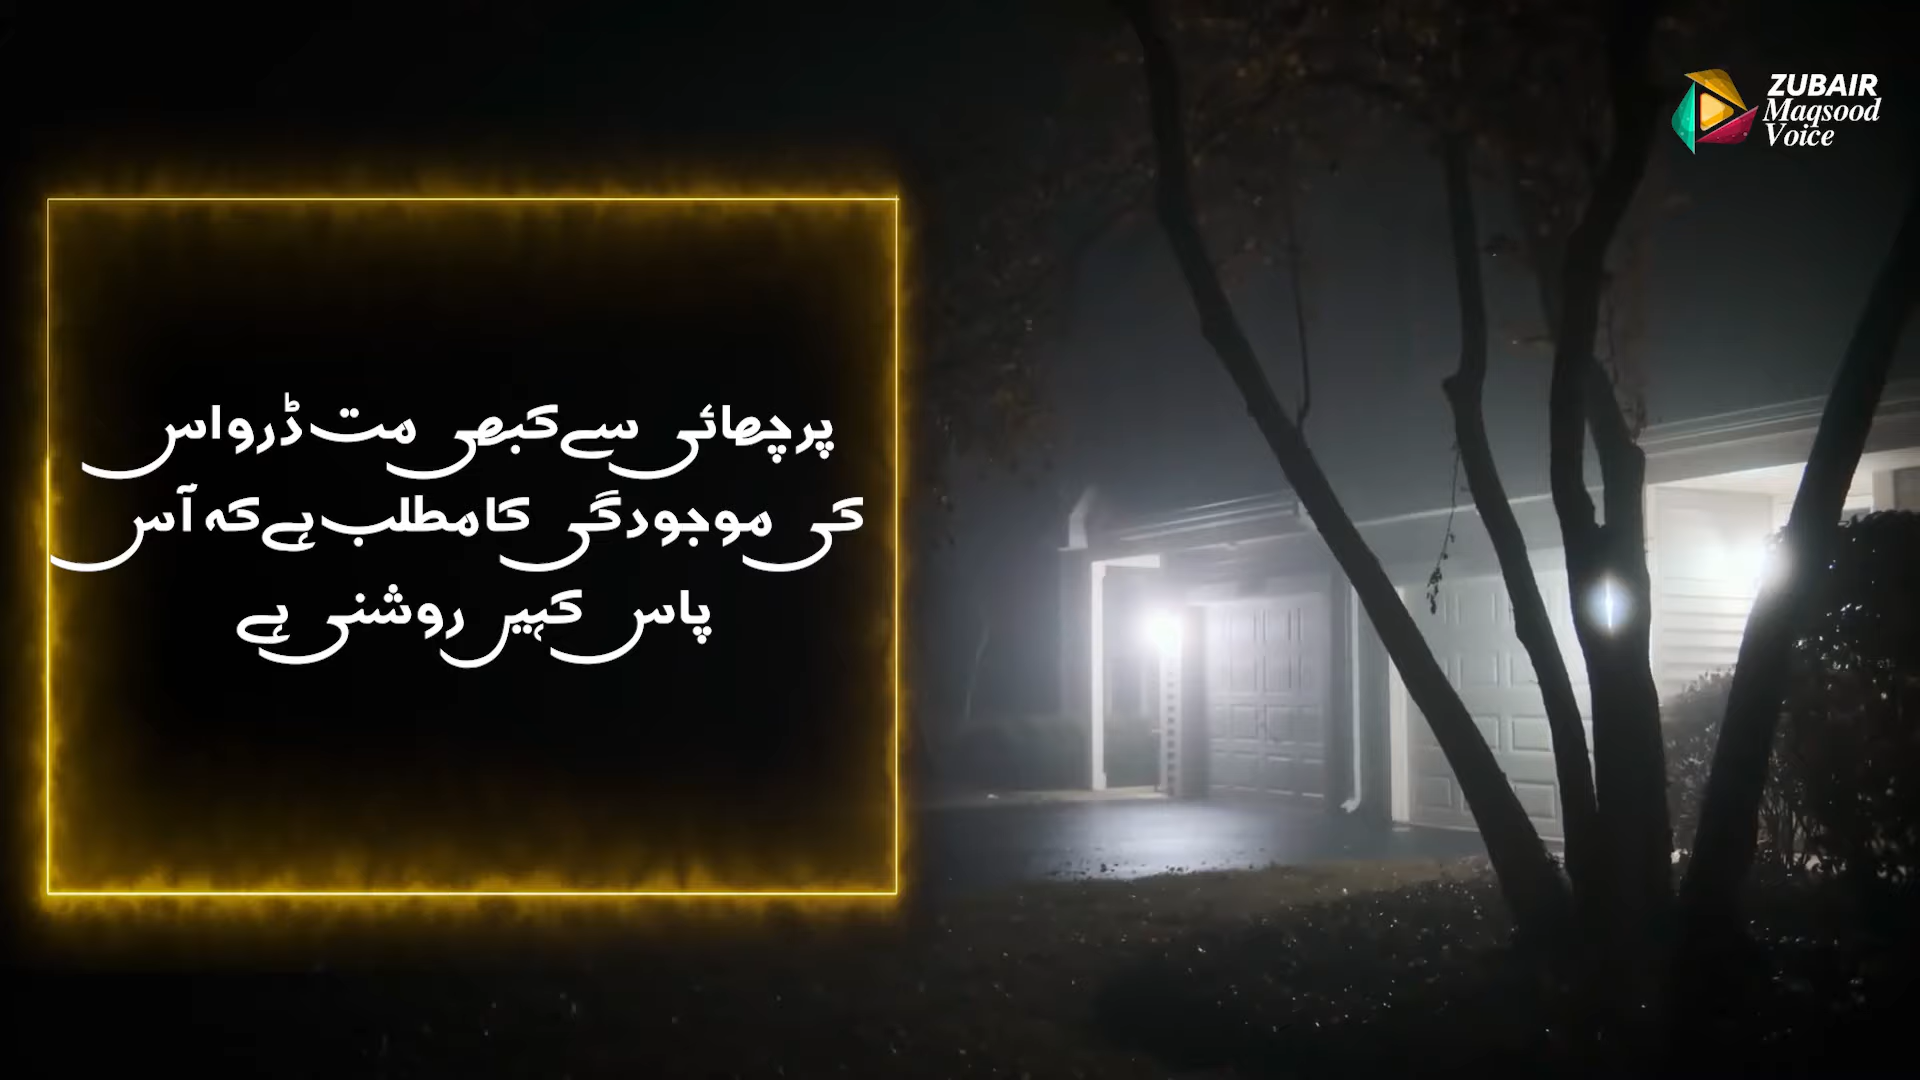 پرچھائی سے کبھی مت ڈرو اس
کی موجودگی کا مطلب ہے کہ آس
پاس کہیں روشنی ہے
ZUBAIR
Maqsood
Voice